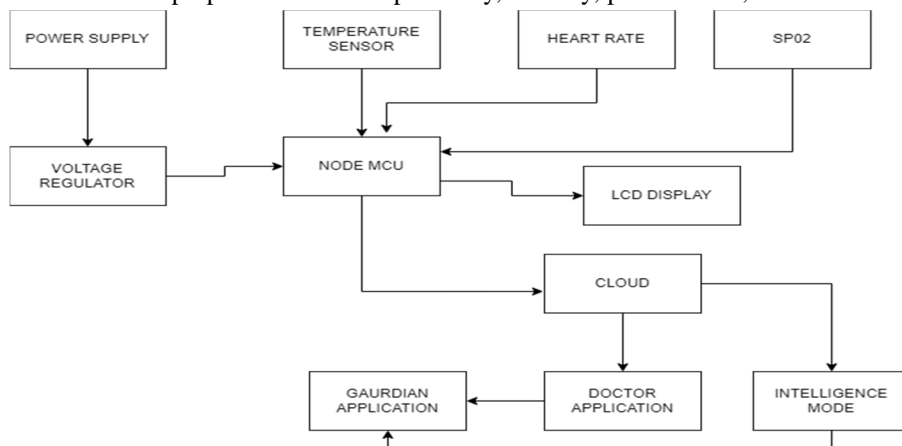 POWER SUPPLY
TEMPERATURE
SENSOR
HEART RATE
SP02
VOLTAGE
REGULATOR
NODE MCU
LCD DISPLAY
CLOUD
GAURDIAN
APPLICATION
DOCTOR
APPLICATION
INTELLIGENCE
MODE